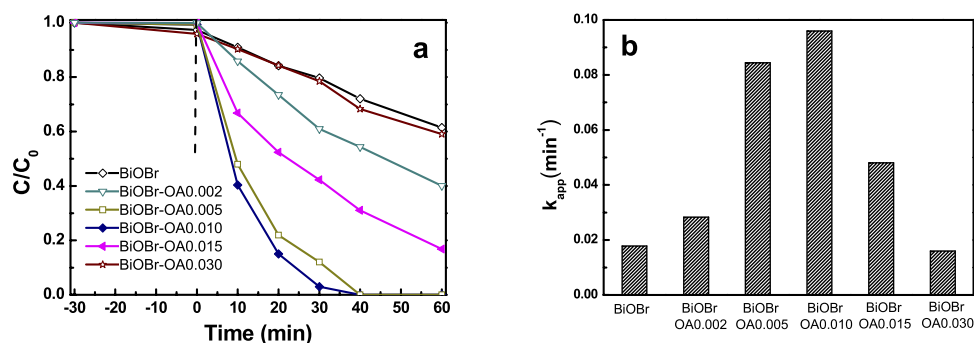 a
1.0
0.8
0.6
0.4
0.2
0.0
C/C0
BiOBr
BiOBr-OA0.002
BiOBr-OA0.005
BiOBr-OA0.010
BiOBr-OA0.015
BiOBr-OA0.030
-30 -20 -10 0 10 20 30 40 50 60
Time (min)
b
0.10
0.08
0.06
0.04
0.02
0.00
kapp(min-1)
BiOBr BiOBr BiOBr BiOBr BiOBr BiOBr
OA0.002 OA0.005 OA0.010 OA0.015 OA0.030